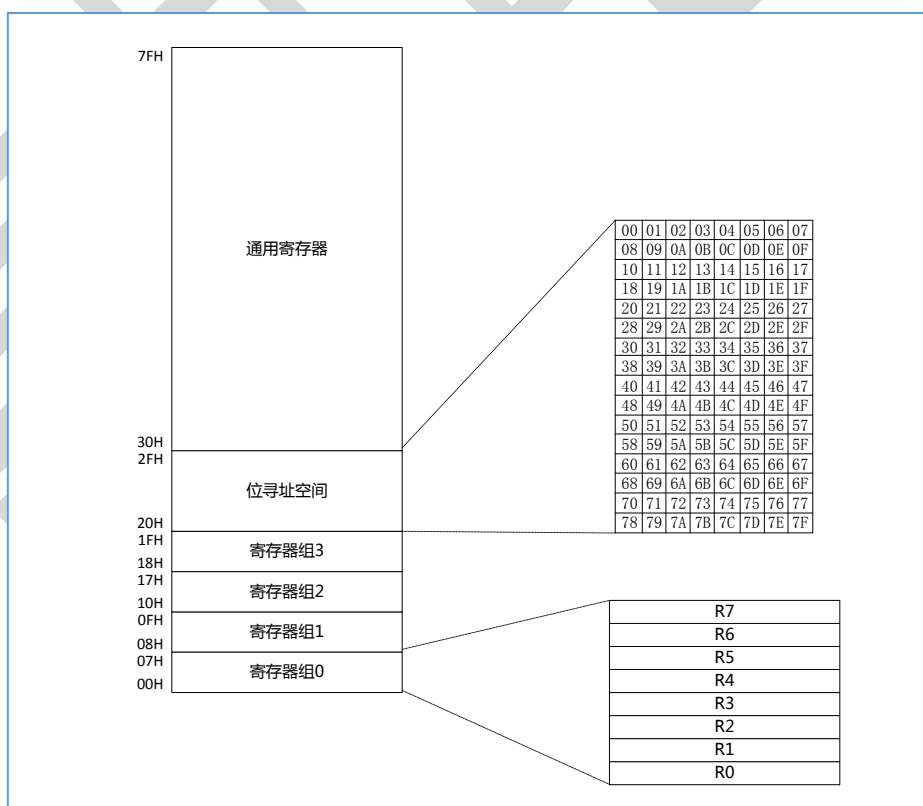 7FH
通用寄存器
30H
2FH
位寻址空间
20H
1FH
寄存器组3
18H
17H
寄存器组2
10H
0FH
寄存器组1
08H
07H
寄存器组0
00H
00 01 02 03 04 05 06 07
08 09 0A 0B 0C 0D 0E 0F
10 11 12 13 14 15 16 17
18 19 1A 1B 1C 1D 1E 1F
20 21 22 23 24 25 26 27
28 29 2A 2B 2C 2D 2E 2F
30 31 32 33 34 35 36 37
38 39 3A 3B 3C 3D 3E 3F
40 41 42 43 44 45 46 47
48 49 4A 4B 4C 4D 4E 4F
50 51 52 53 54 55 56 57
58 59 5A 5B 5C 5D 5E 5F
60 61 62 63 64 65 66 67
68 69 6A 6B 6C 6D 6E 6F
70 71 72 73 74 75 76 77
78 79 7A 7B 7C 7D 7E 7F
R7
R6
R5
R4
R3
R2
R1
R0